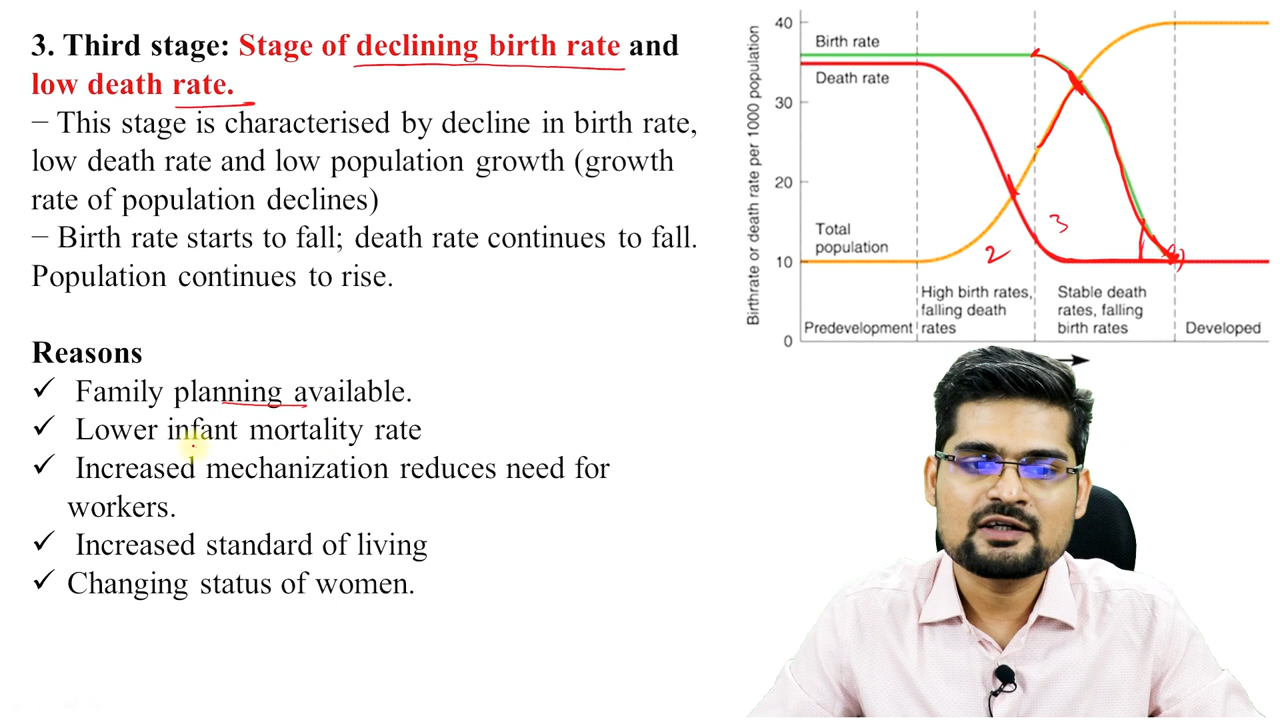 3. Third stage: Stage of declining birth rate and
low death rate.
− This stage is characterised by decline in birth rate,
low death rate and low population growth (growth
rate of population declines)
− Birth rate starts to fall; death rate continues to fall.
Population continues to rise.
Reasons
✓ Family planning available.
✓ Lower infant mortality rate
✓ Increased mechanization reduces need for
workers.
✓ Increased standard of living
✓ Changing status of women.
Birthrate or death rate per 1000 population
40
30
20
10
0
Birth rate
Death rate
Total
population
2
3
Predevelopment
High birth rates,
falling death
rates
Stable death
rates, falling
birth rates
Developed